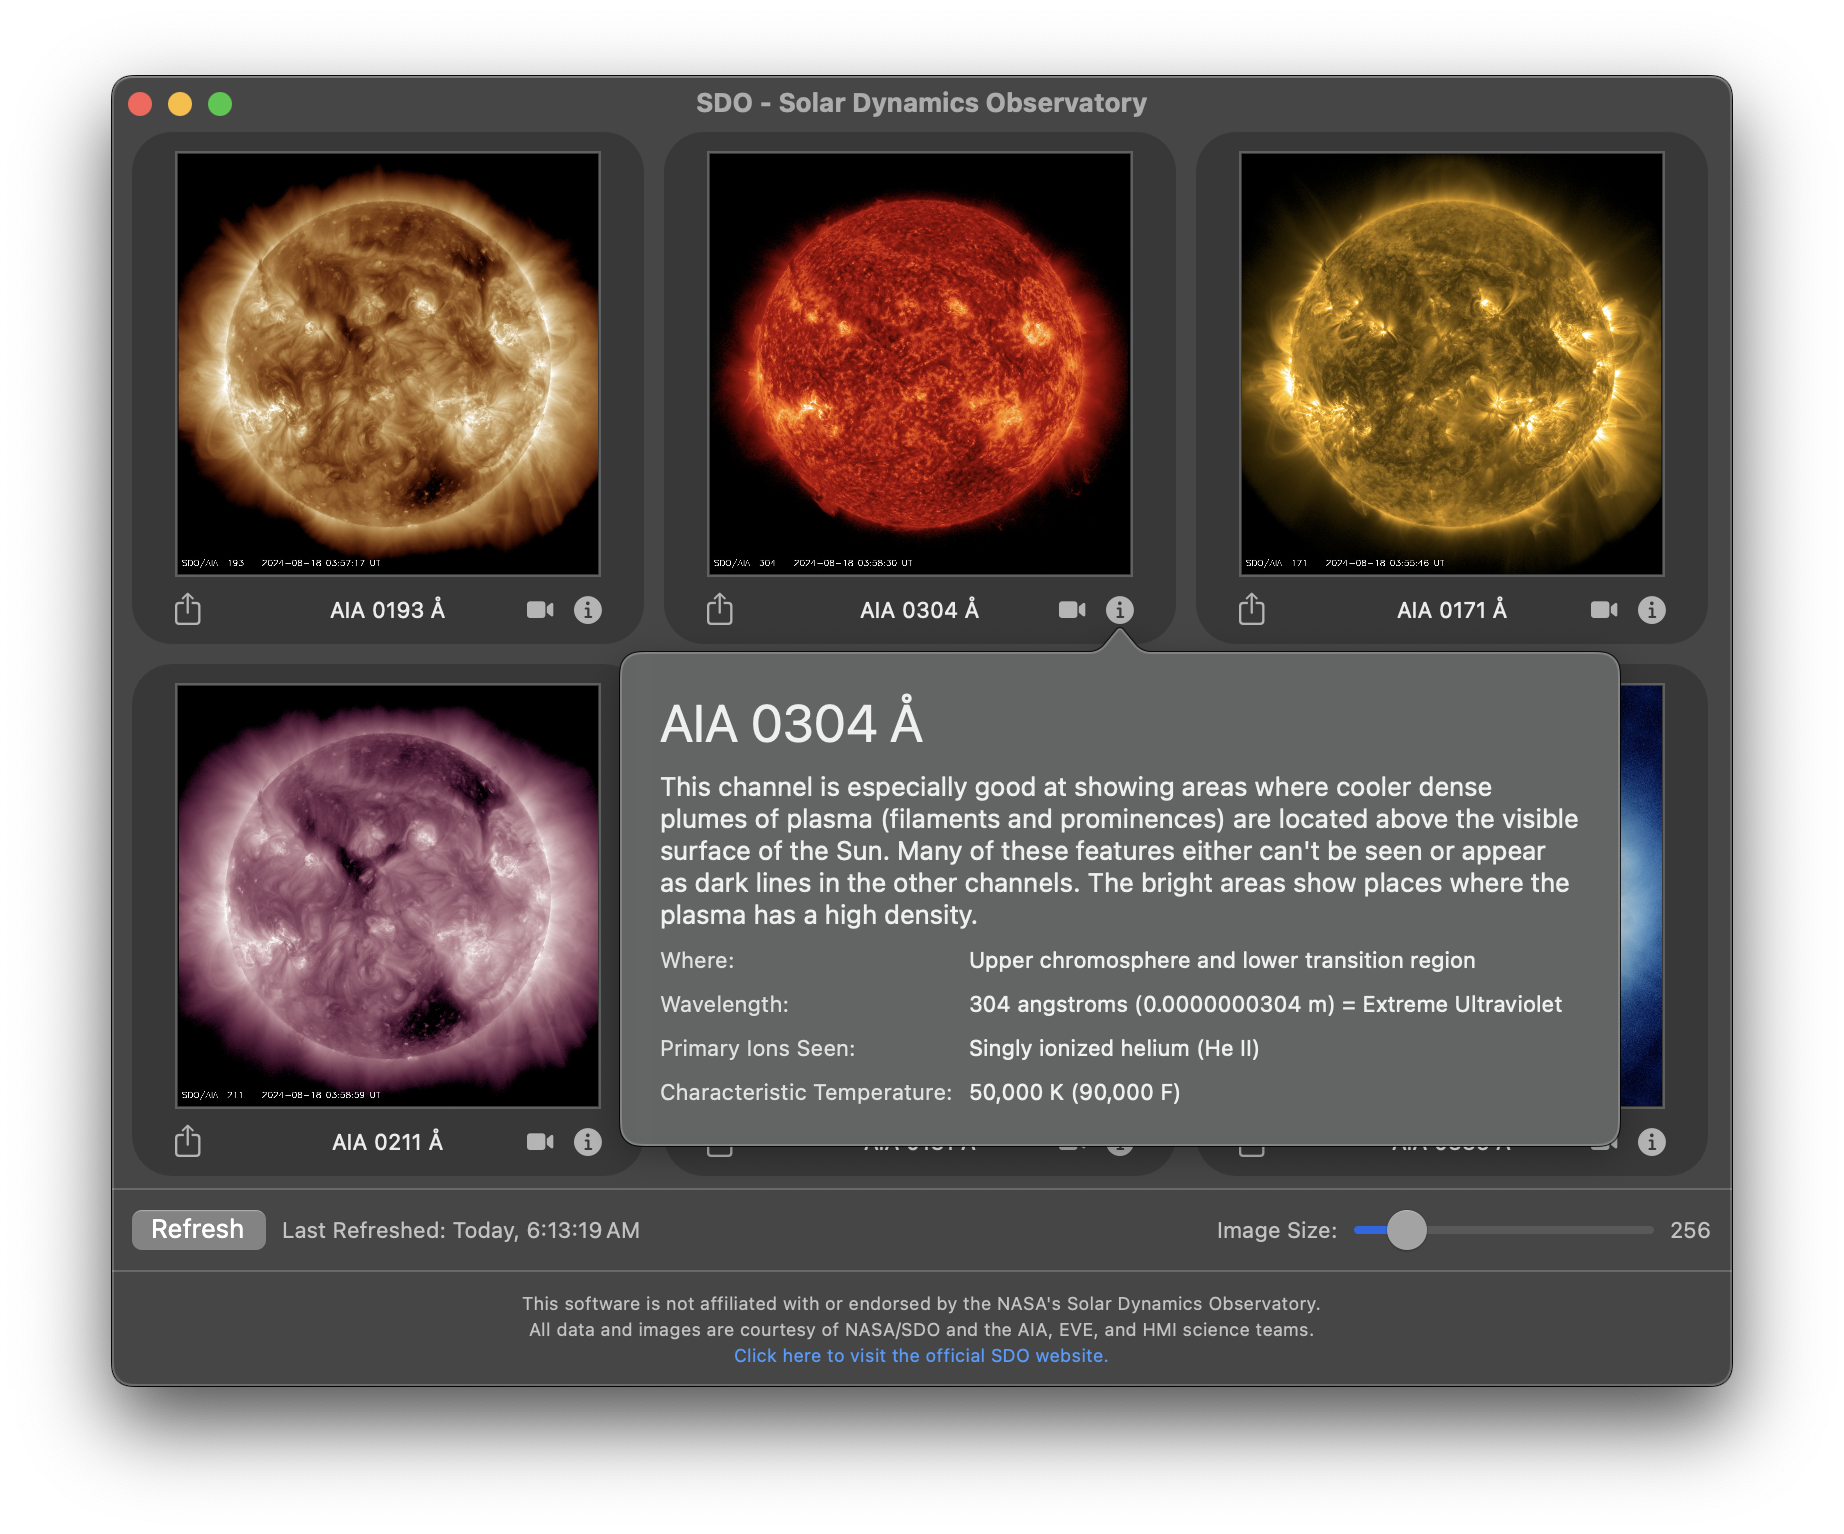 SDO - Solar Dynamics Observatory
SDO/AIA 193 2024-08-18 03:57:17 UT
SDO/AIA 304 2024-08-18 03:58:30 UT
SDO/AIA 171 2024-08-18 03:55:46 UT
AIA 0193 Å
AIA 0304 Å
AIA 0171 Å
AIA 0304 Å
This channel is especially good at showing areas where cooler dense
plumes of plasma (filaments and prominences) are located above the visible
surface of the Sun. Many of these features either can't be seen or appear
as dark lines in the other channels. The bright areas show places where the
plasma has a high density.
Where: Upper chromosphere and lower transition region
Wavelength: 304 angstroms (0.0000000304 m) = Extreme Ultraviolet
Primary Ions Seen: Singly ionized helium (He II)
Characteristic Temperature: 50,000 K (90,000 F)
SDO/AIA 211 2024-08-18 03:58:59 UT
AIA 0211 Å
Refresh
Last Refreshed: Today, 6:13:19 AM
Image Size:
256
This software is not affiliated with or endorsed by the NASA's Solar Dynamics Observatory.
All data and images are courtesy of NASA/SDO and the AIA, EVE, and HMI science teams.
Click here to visit the official SDO website.